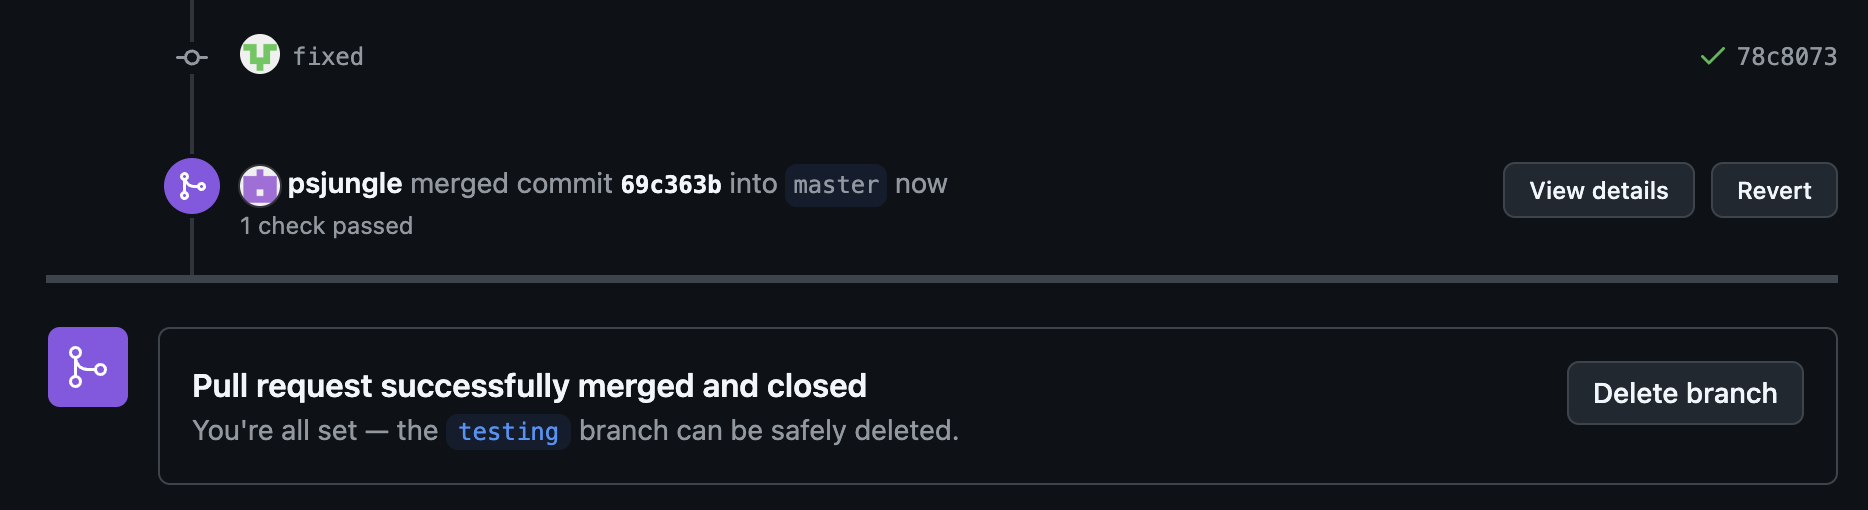 fixed 78c8073
psjungle merged commit 69c363b into master now View details Revert
1 check passed
Pull request successfully merged and closed
You're all set — the testing branch can be safely deleted.
Delete branch